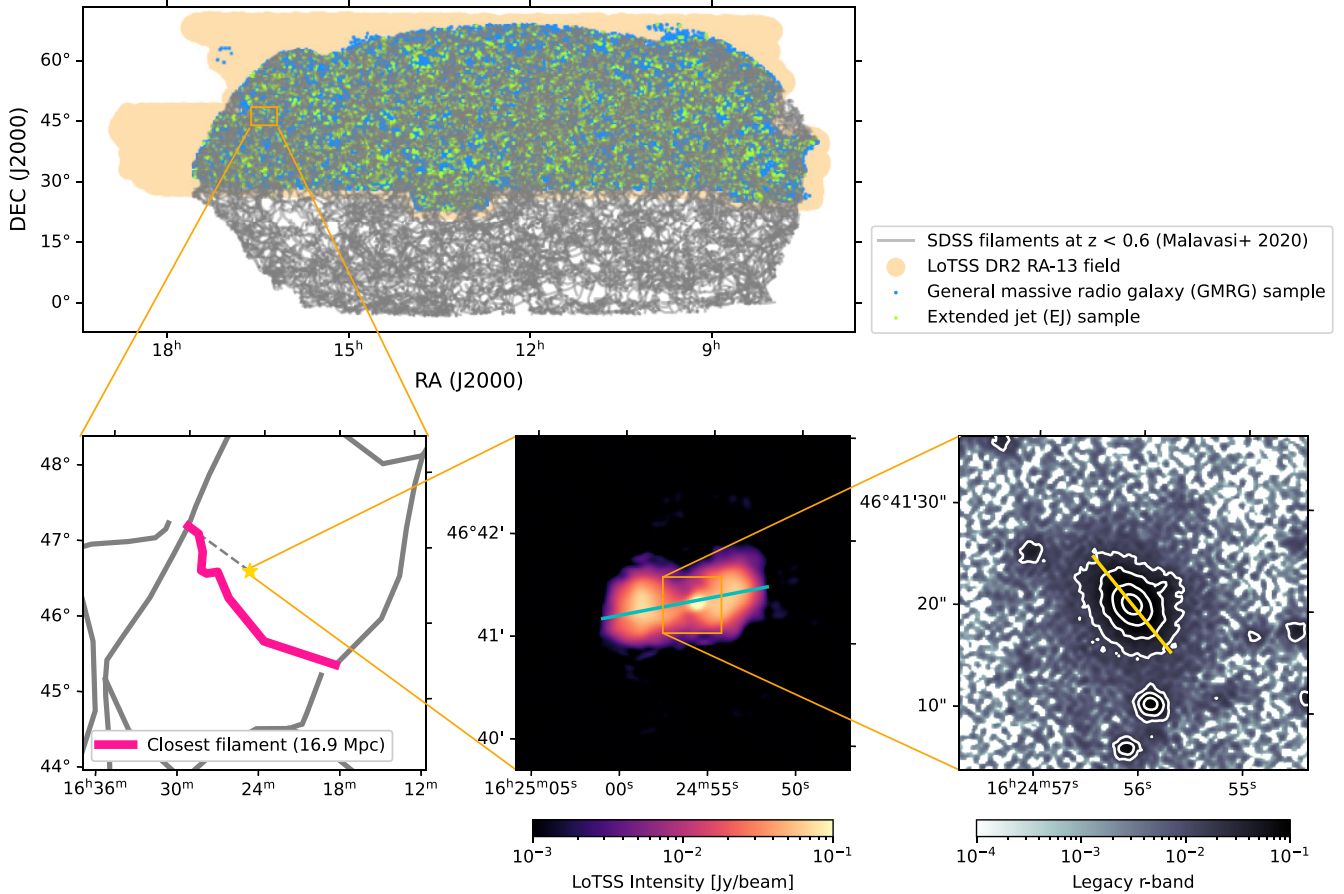 60°
45°
30°
15°
0°
DEC (J2000)
18ʰ
15ʰ
12ʰ
9ʰ
RA (J2000)
SDSS filaments at z < 0.6 (Malavasi+ 2020)
LoTSS DR2 RA-13 field
General massive radio galaxy (GMRG) sample
Extended jet (EJ) sample
48°
47°
46°
45°
44°
Closest filament (16.9 Mpc)
16ʰ36ᵐ
30ᵐ
24ᵐ
18ᵐ
12ᵐ
46°42'
41'
40'
16ʰ25ᵐ05ˢ
00ˢ
24ᵐ55ˢ
50ˢ
10⁻³
10⁻²
10⁻¹
LoTSS Intensity [Jy/beam]
46°41'30"
20"
10"
16ʰ24ᵐ57ˢ
56ˢ
55ˢ
10⁻⁴
10⁻³
10⁻²
10⁻¹
Legacy r-band